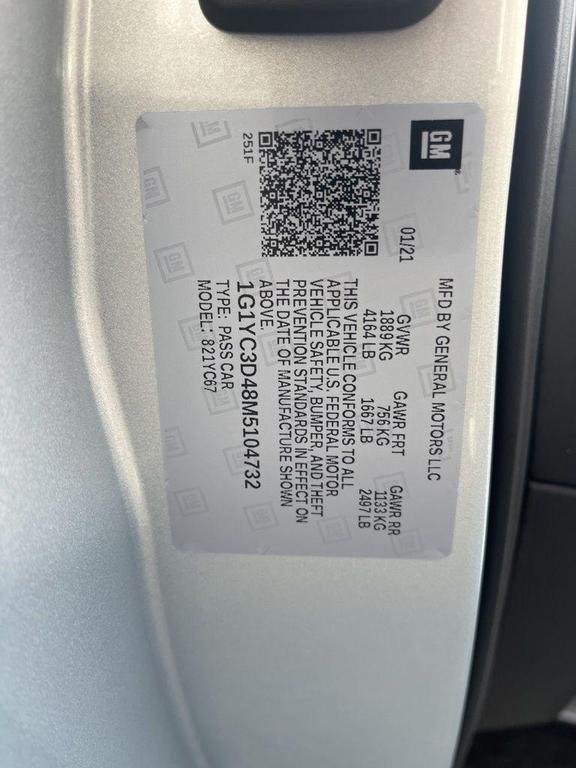 GM
MFD BY GENERAL MOTORS LLC
01/21 GVWR GAWR FRT GAWR RR
1889 KG 756 KG 1133 KG
4164 LB 1667 LB 2497 LB
THIS VEHICLE CONFORMS TO ALL
APPLICABLE U.S. FEDERAL MOTOR
VEHICLE SAFETY, BUMPER, AND THEFT
PREVENTION STANDARDS IN EFFECT ON
THE DATE OF MANUFACTURE SHOWN
ABOVE.
251F
1G1YC3D48M5104732
TYPE: PASS CAR
MODEL: 821YC67